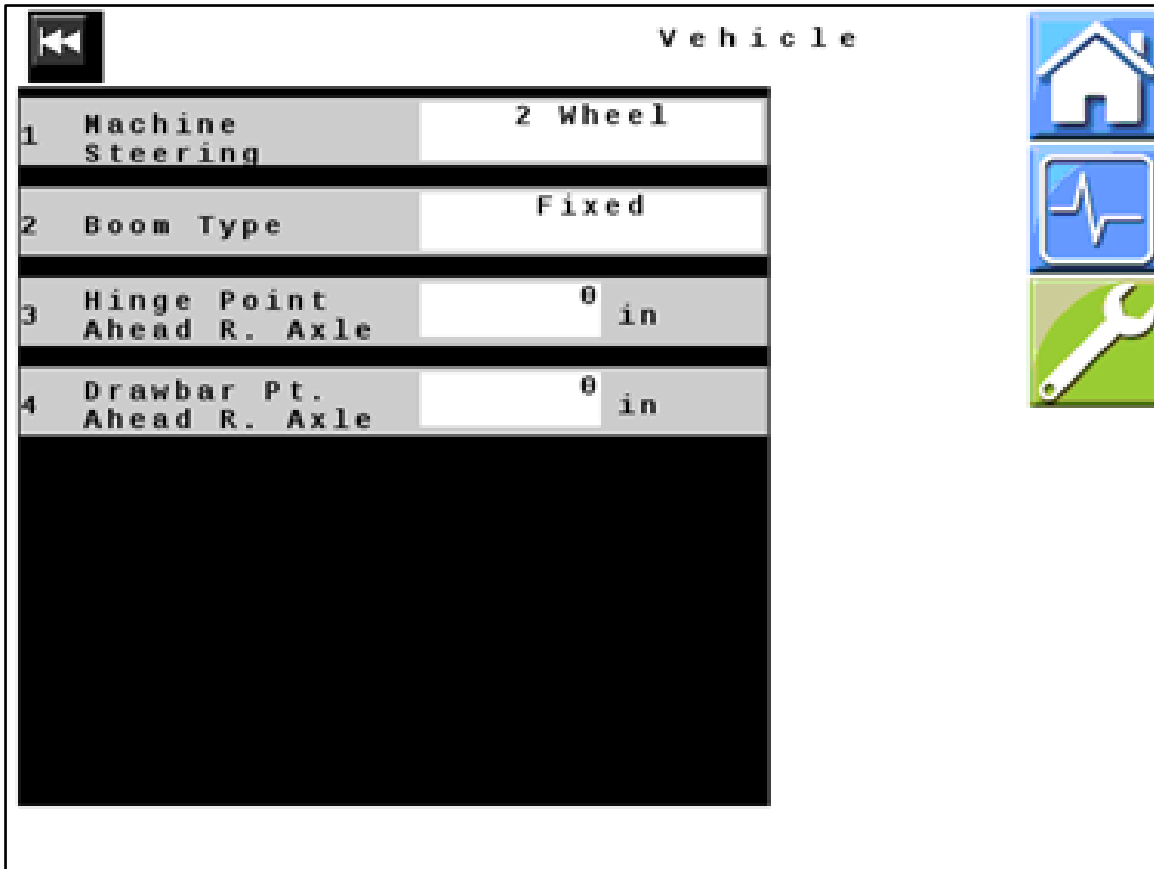 Vehicle
1 Machine Steering 2 Wheel
2 Boom Type Fixed
3 Hinge Point Ahead R. Axle 0 in
4 Drawbar Pt. Ahead R. Axle 0 in